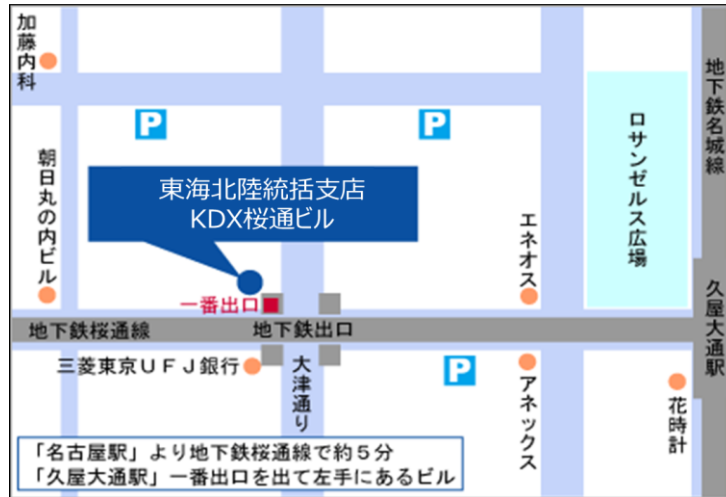 加藤内科
地下鉄名城線
P
P
ロサンゼルス広場
朝日丸の内ビル
東海北陸統括支店
KDX桜通ビル
エネオス
久屋大通駅
一番出口
地下鉄桜通線
地下鉄出口
三菱東京ＵＦＪ銀行
大津通り
P
アネックス
花時計
「名古屋駅」より地下鉄桜通線で約５分
「久屋大通駅」一番出口を出て左手にあるビル